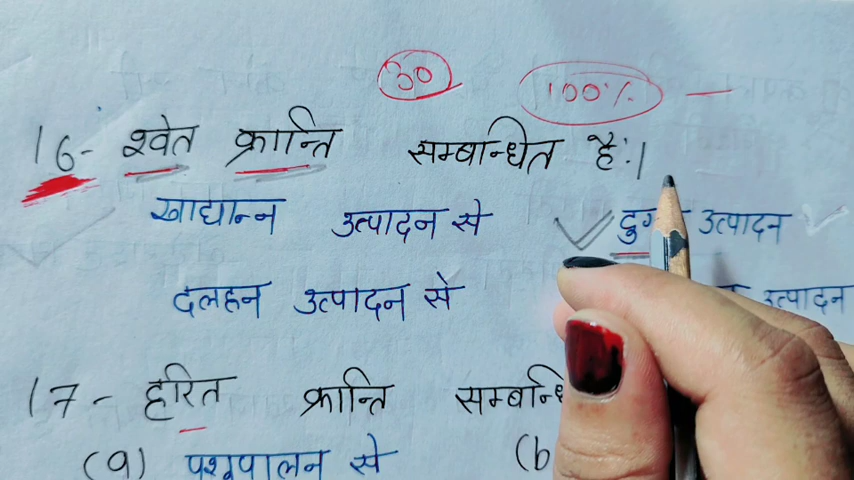 30 100% —
16- श्वेत क्रान्ति सम्बन्धित है:।
खाद्यान्न उत्पादन से उत्पादन
दलहन उत्पादन से उत्पादन
17- हरित क्रान्ति
(a) पशुपालन से (b